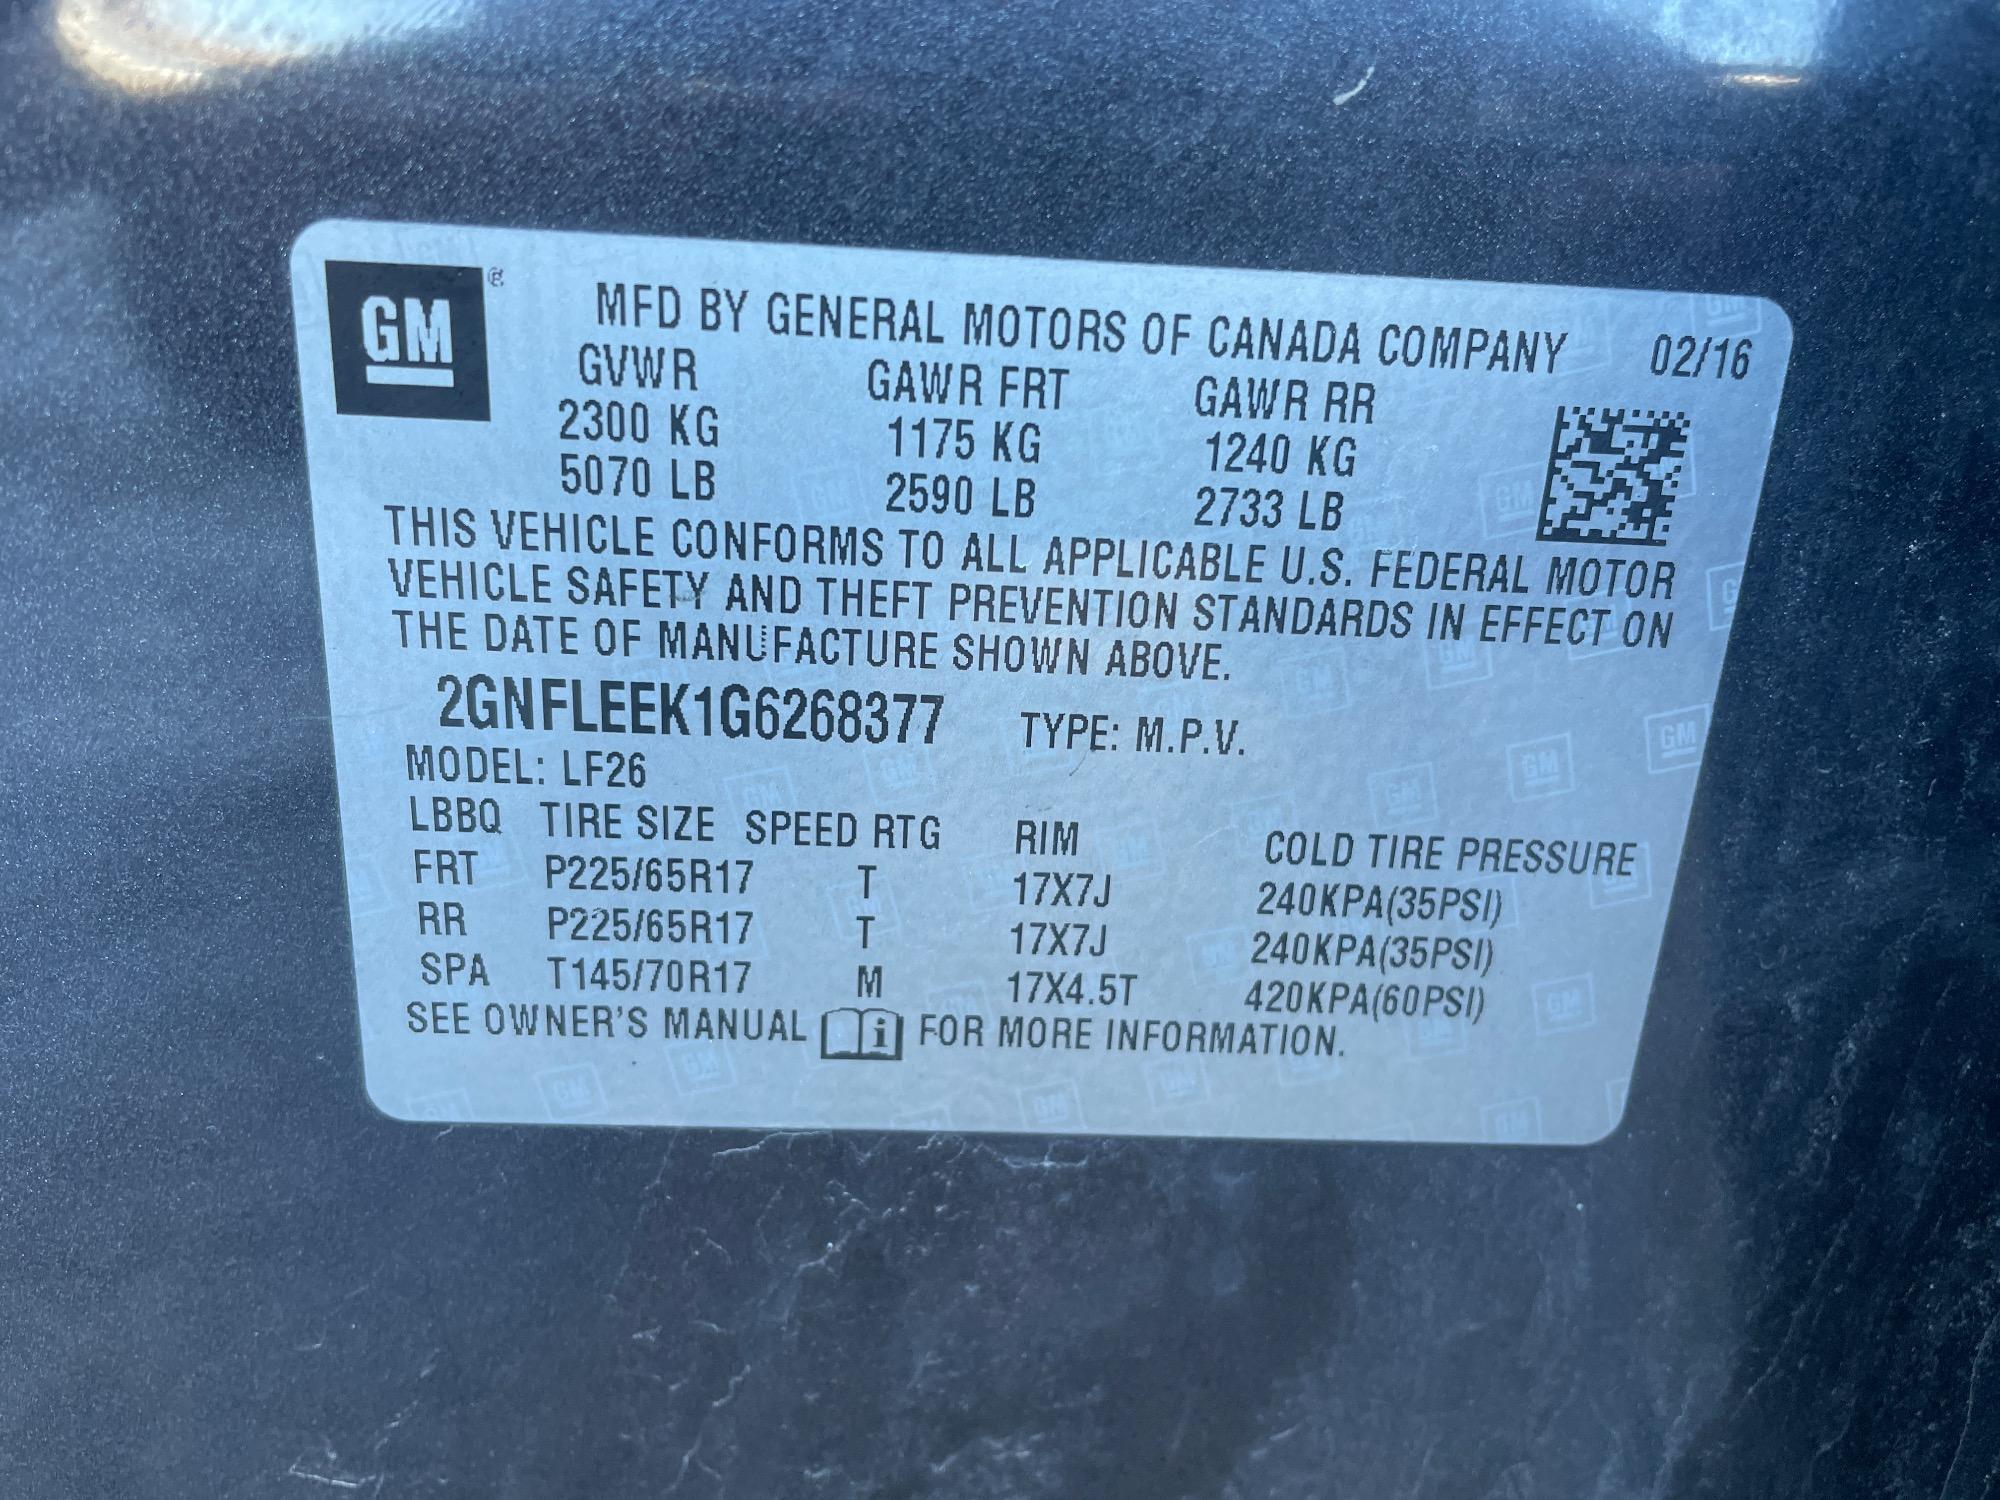 GM ®
MFD BY GENERAL MOTORS OF CANADA COMPANY 02/16
GVWR GAWR FRT GAWR RR
2300 KG 1175 KG 1240 KG
5070 LB 2590 LB 2733 LB
THIS VEHICLE CONFORMS TO ALL APPLICABLE U.S. FEDERAL MOTOR
VEHICLE SAFETY AND THEFT PREVENTION STANDARDS IN EFFECT ON
THE DATE OF MANUFACTURE SHOWN ABOVE.
2GNFLEEK1G6268377 TYPE: M.P.V.
MODEL: LF26
LBBQ TIRE SIZE SPEED RTG RIM COLD TIRE PRESSURE
FRT P225/65R17 T 17X7J 240KPA(35PSI)
RR P225/65R17 T 17X7J 240KPA(35PSI)
SPA T145/70R17 M 17X4.5T 420KPA(60PSI)
SEE OWNER'S MANUAL i FOR MORE INFORMATION.